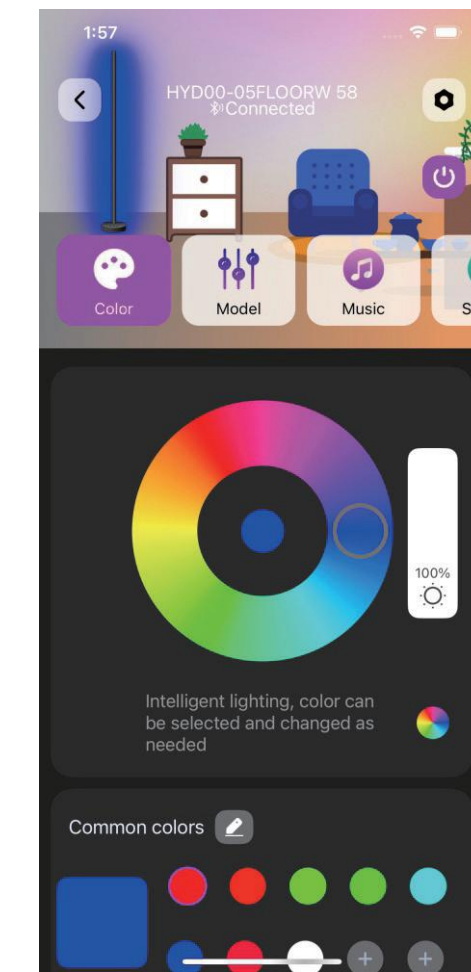 1:57
HYD00-05FLOORW 58
Connected
Color
Model
Music
S
100%
Intelligent lighting, color can
be selected and changed as
needed
Common colors